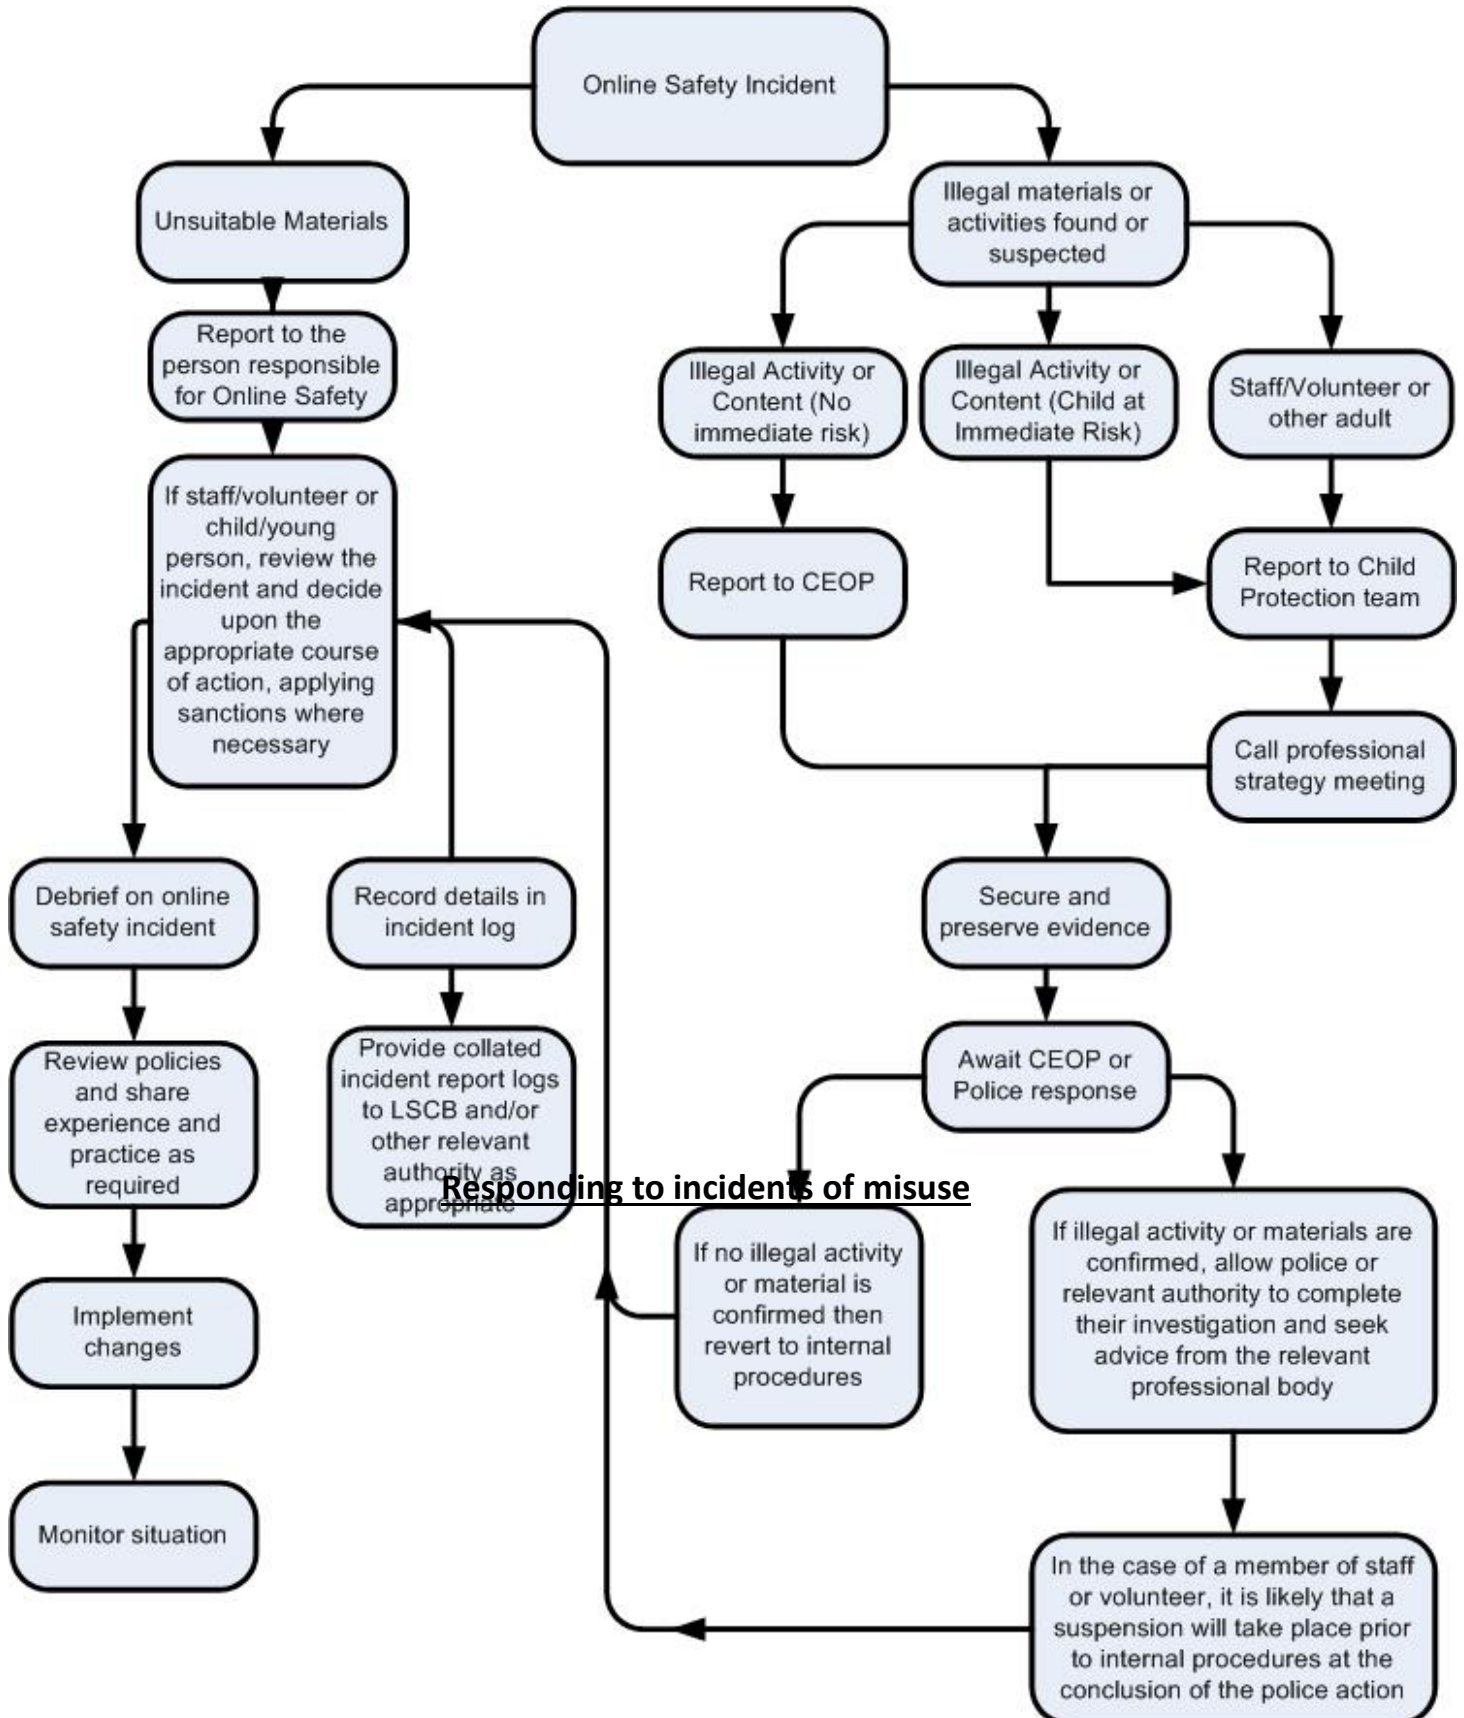 Online Safety Incident
Unsuitable Materials
Illegal materials or
activities found or
suspected
Report to the
person responsible
for Online Safety
Illegal Activity or
Content (No
immediate risk)
Illegal Activity or
Content (Child at
Immediate Risk)
Staff/Volunteer or
other adult
If staff/volunteer or
child/young
person, review the
incident and decide
upon the
appropriate course
of action, applying
sanctions where
necessary
Report to CEOP
Report to Child
Protection team
Call professional
strategy meeting
Debrief on online
safety incident
Record details in
incident log
Secure and
preserve evidence
Review policies
and share
experience and
practice as
required
Provide collated
incident report logs
to LSCB and/or
other relevant
authority as
appropriate
Await CEOP or
Police response
Responding to incidents of misuse
If no illegal activity
or material is
confirmed then
revert to internal
procedures
If illegal activity or materials are
confirmed, allow police or
relevant authority to complete
their investigation and seek
advice from the relevant
professional body
Implement
changes
Monitor situation
In the case of a member of staff
or volunteer, it is likely that a
suspension will take place prior
to internal procedures at the
conclusion of the police action